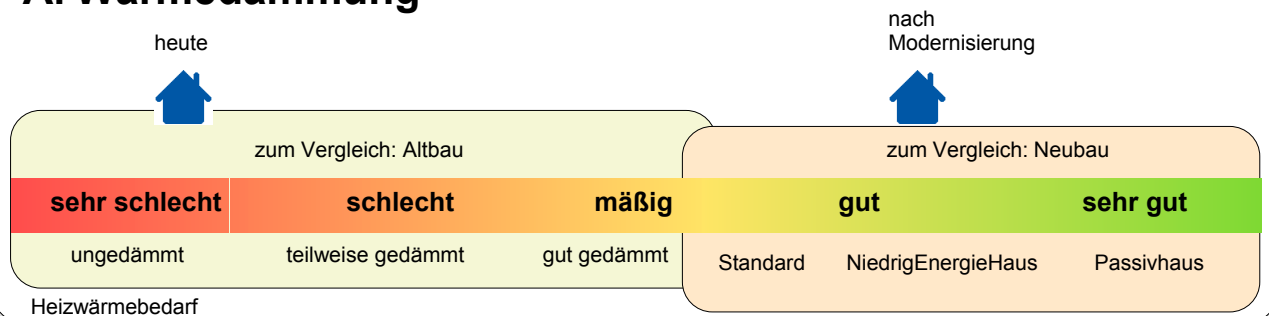 A. Wärmedämmung
heute
nach
Modernisierung
zum Vergleich: Altbau
zum Vergleich: Neubau
sehr schlecht schlecht mäßig gut sehr gut
ungedämmt teilweise gedämmt gut gedämmt Standard NiedrigEnergieHaus Passivhaus
Heizwärmebedarf